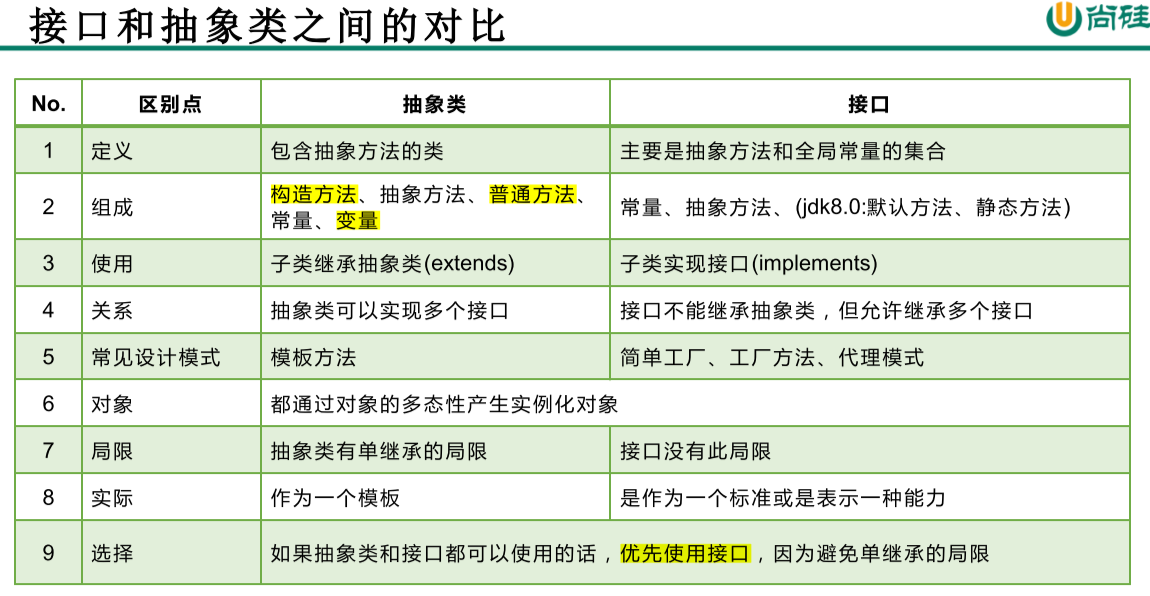 接口和抽象类之间的对比
尚硅
No. 区别点 抽象类 接口
1 定义 包含抽象方法的类 主要是抽象方法和全局常量的集合
2 组成 构造方法、抽象方法、普通方法、
常量、变量 常量、抽象方法、(jdk8.0:默认方法、静态方法)
3 使用 子类继承抽象类(extends) 子类实现接口(implements)
4 关系 抽象类可以实现多个接口 接口不能继承抽象类，但允许继承多个接口
5 常见设计模式 模板方法 简单工厂、工厂方法、代理模式
6 对象 都通过对象的多态性产生实例化对象
7 局限 抽象类有单继承的局限 接口没有此局限
8 实际 作为一个模板 是作为一个标准或是表示一种能力
9 选择 如果抽象类和接口都可以使用的话，优先使用接口，因为避免单继承的局限